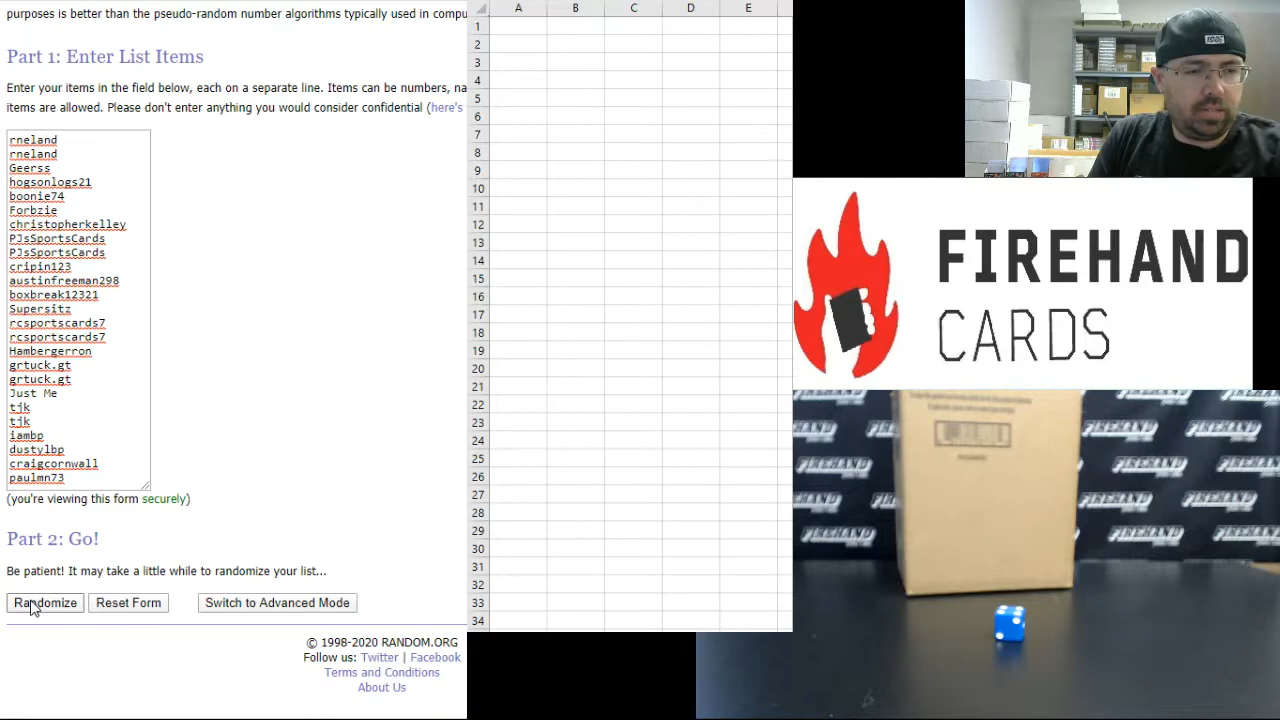 purposes is better than the pseudo-random number algorithms typically used in compu
Part 1: Enter List Items
Enter your items in the field below, each on a separate line. Items can be numbers, na
items are allowed. Please don't enter anything you would consider confidential (here's
rneland
rneland
Geerss
hogsonlogs21
boonie74
Forbzie
christopherkelley
PJsSportsCards
PJsSportsCards
cripin123
austinfreeman298
boxbreak12321
Supersitz
rcsportscards7
rcsportscards7
Hambergerron
grtuck.gt
grtuck.gt
Just Me
tjk
tjk
iambp
dustylbp
craigcornwall
paulmn73
(you're viewing this form securely)
Part 2: Go!
Be patient! It may take a little while to randomize your list...
Randomize Reset Form Switch to Advanced Mode
© 1998-2020 RANDOM.ORG
Follow us: Twitter | Facebook
Terms and Conditions
About Us
A B C D E
1
2
3
4
5
6
7
8
9
10
11
12
13
14
15
16
17
18
19
20
21
22
23
24
25
26
27
28
29
30
31
32
33
34
FIREHAND
CARDS
FIREHAND
FIREHAND
FIREHAND
FIREHAND
FIREHAND
FIREHAND